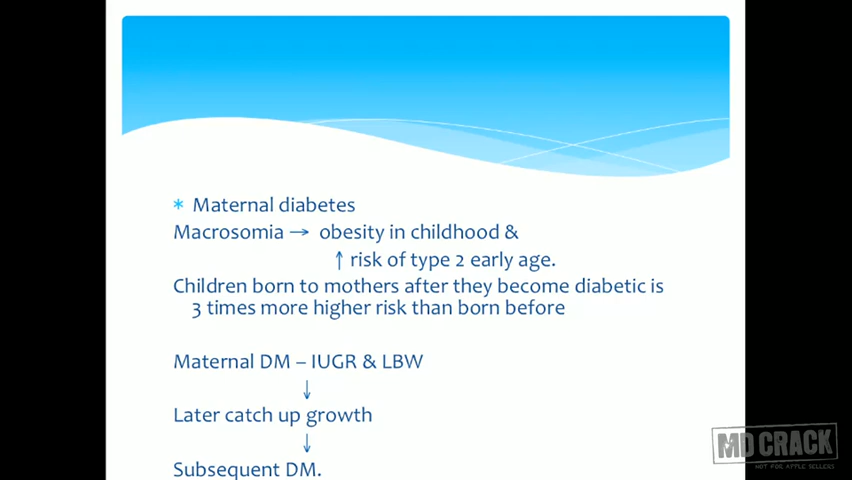 * Maternal diabetes
Macrosomia → obesity in childhood &
↑ risk of type 2 early age.
Children born to mothers after they become diabetic is
3 times more higher risk than born before
Maternal DM – IUGR & LBW
↓
Later catch up growth
↓
Subsequent DM.
MD CRACK
NOT FOR APPLE SELLERS